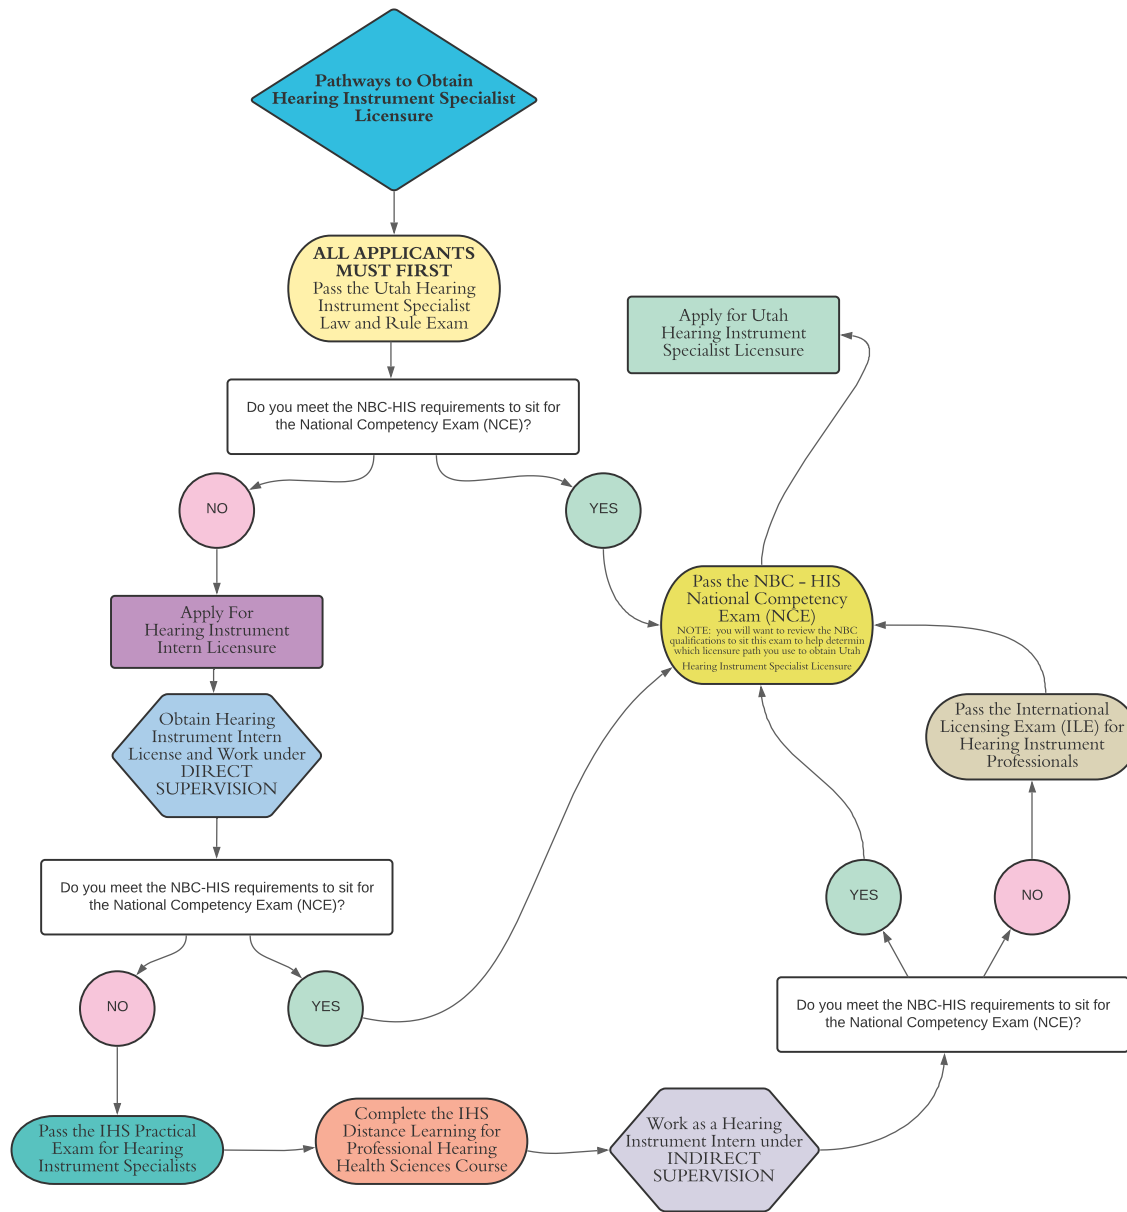 Pathways to Obtain
Hearing Instrument Specialist
Licensure
ALL APPLICANTS
MUST FIRST
Pass the Utah Hearing
Instrument Specialist
Law and Rule Exam
Apply for Utah
Hearing Instrument
Specialist Licensure
Do you meet the NBC-HIS requirements to sit for
the National Competency Exam (NCE)?
NO
YES
Pass the NBC - HIS
National Competency
Exam (NCE)
NOTE: you will want to review the NBC
qualifications to sit this exam to help determin
which licensure path you use to obtain Utah
Hearing Instrument Specialist Licensure
Apply For
Hearing Instrument
Intern Licensure
Obtain Hearing
Instrument Intern
License and Work under
DIRECT
SUPERVISION
Pass the International
Licensing Exam (ILE) for
Hearing Instrument
Professionals
Do you meet the NBC-HIS requirements to sit for
the National Competency Exam (NCE)?
YES
NO
NO
YES
Do you meet the NBC-HIS requirements to sit for
the National Competency Exam (NCE)?
Pass the IHS Practical
Exam for Hearing
Instrument Specialists
Complete the IHS
Distance Learning for
Professional Hearing
Health Sciences Course
Work as a Hearing
Instrument Intern under
INDIRECT
SUPERVISION